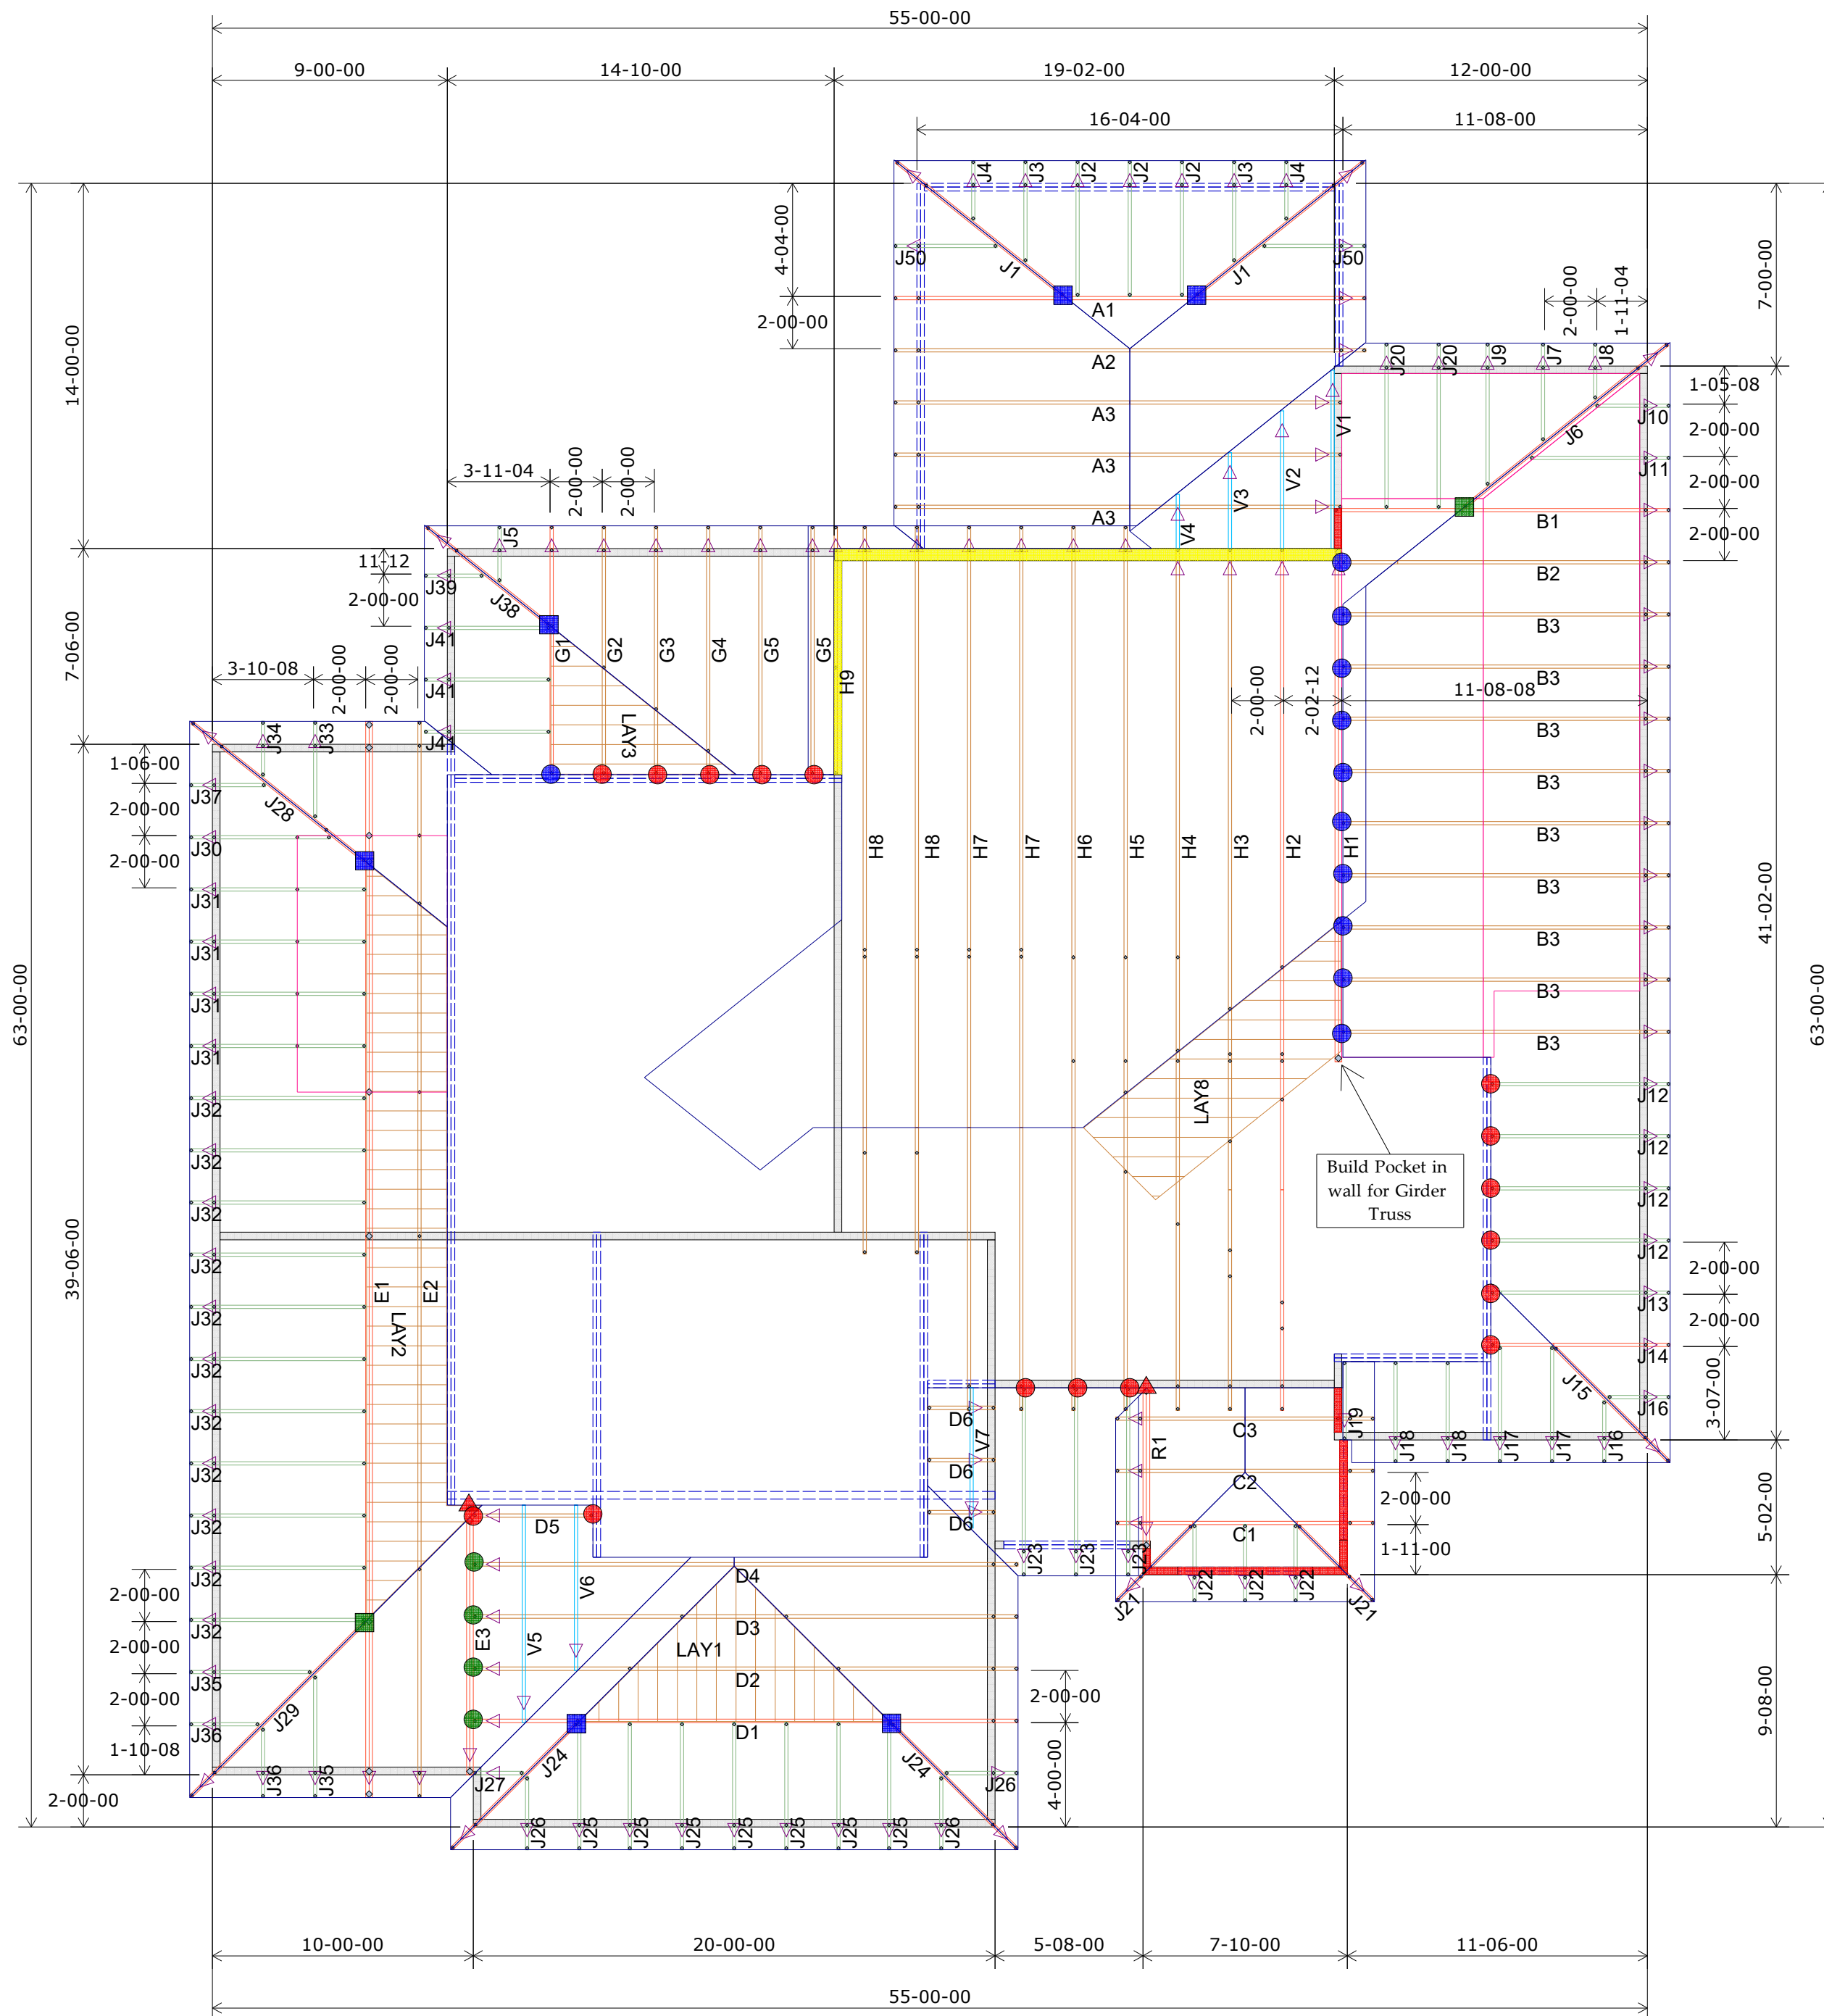 55-00-00
9-00-00
14-10-00
19-02-00
12-00-00
16-04-00
11-08-00
J4
J3
J2
J2
J2
J3
J4
4-04-00
7-00-00
J50
J1
J1
J50
2-00-00
1-11-04
A1
2-00-00
14-00-00
A2
J20
J20
J9
J7
J8
1-05-08
A3
V1
J10
J6
2-00-00
A3
V2
J11
3-11-04
2-00-00
2-00-00
V3
2-00-00
A3
V4
B1
J5
2-00-00
11-12
J39
B2
2-00-00
J38
J41
B3
7-06-00
G1
G2
G3
G4
G5
G5
H9
3-10-08
2-00-00
2-00-00
J41
B3
2-00-00
2-02-12
11-08-08
J34
J33
J41
LAY3
B3
1-06-00
J37
B3
2-00-00
J28
J30
B3
2-00-00
H8
H8
H7
H7
H6
H5
H4
H3
H2
H1
J31
B3
J31
B3
41-02-00
63-00-00
63-00-00
J31
B3
J31
B3
J32
LAY8
J12
J32
J12
Build Pocket in
wall for Girder
Truss
J32
J12
39-06-00
J32
J12
2-00-00
E1
E2
J32
LAY2
J13
2-00-00
J32
J14
J15
3-07-00
J32
D6
V7
R1
C3
J19
J16
J18
J18
J17
J17
J16
J32
D6
C2
2-00-00
J32
D5
D6
C1
5-02-00
1-11-00
J32
J23
J23
J23
J22
J22
J22
2-00-00
D4
V6
J21
J21
J32
E3
V5
D3
2-00-00
LAY1
J35
D2
2-00-00
2-00-00
J29
J36
D1
9-08-00
1-10-08
J24
J24
4-00-00
J36
J35
J27
J26
2-00-00
J26
J25
J25
J25
J25
J25
J25
J25
J26
10-00-00
20-00-00
5-08-00
7-10-00
11-06-00
55-00-00